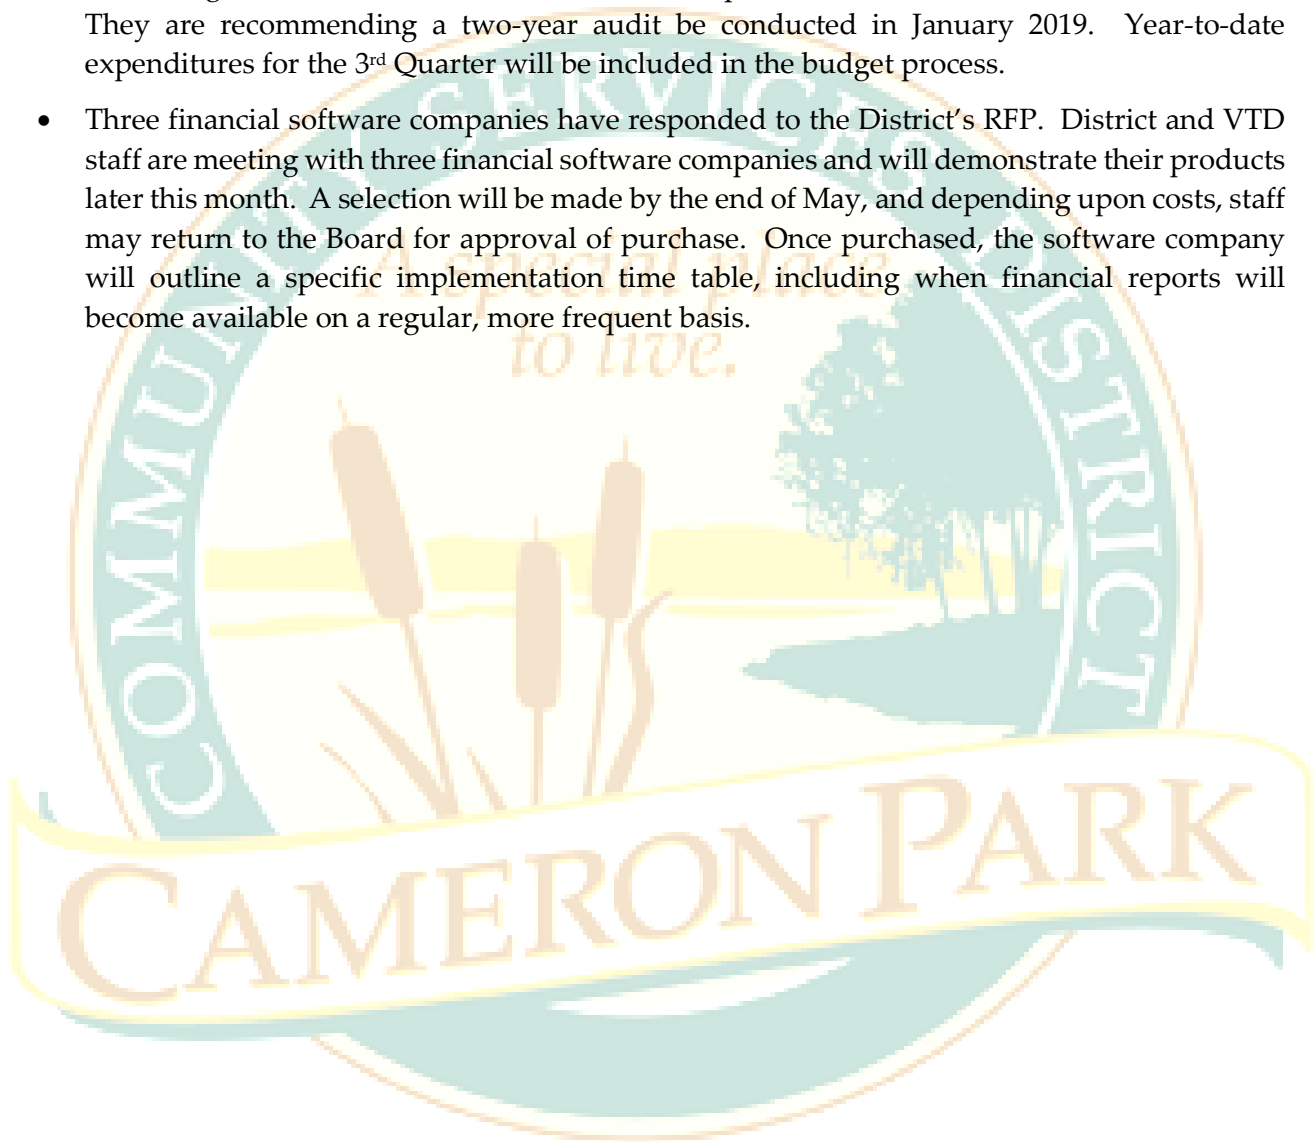 They are recommending a two-year audit be conducted in January 2019. Year-to-date
expenditures for the 3rd Quarter will be included in the budget process.
• Three financial software companies have responded to the District's RFP. District and VTD
staff are meeting with three financial software companies and will demonstrate their products
later this month. A selection will be made by the end of May, and depending upon costs, staff
may return to the Board for approval of purchase. Once purchased, the software company
will outline a specific implementation time table, including when financial reports will
become available on a regular, more frequent basis.
COMMUNITY SERVICES DISTRICT
A special place
to live.
CAMERON PARK